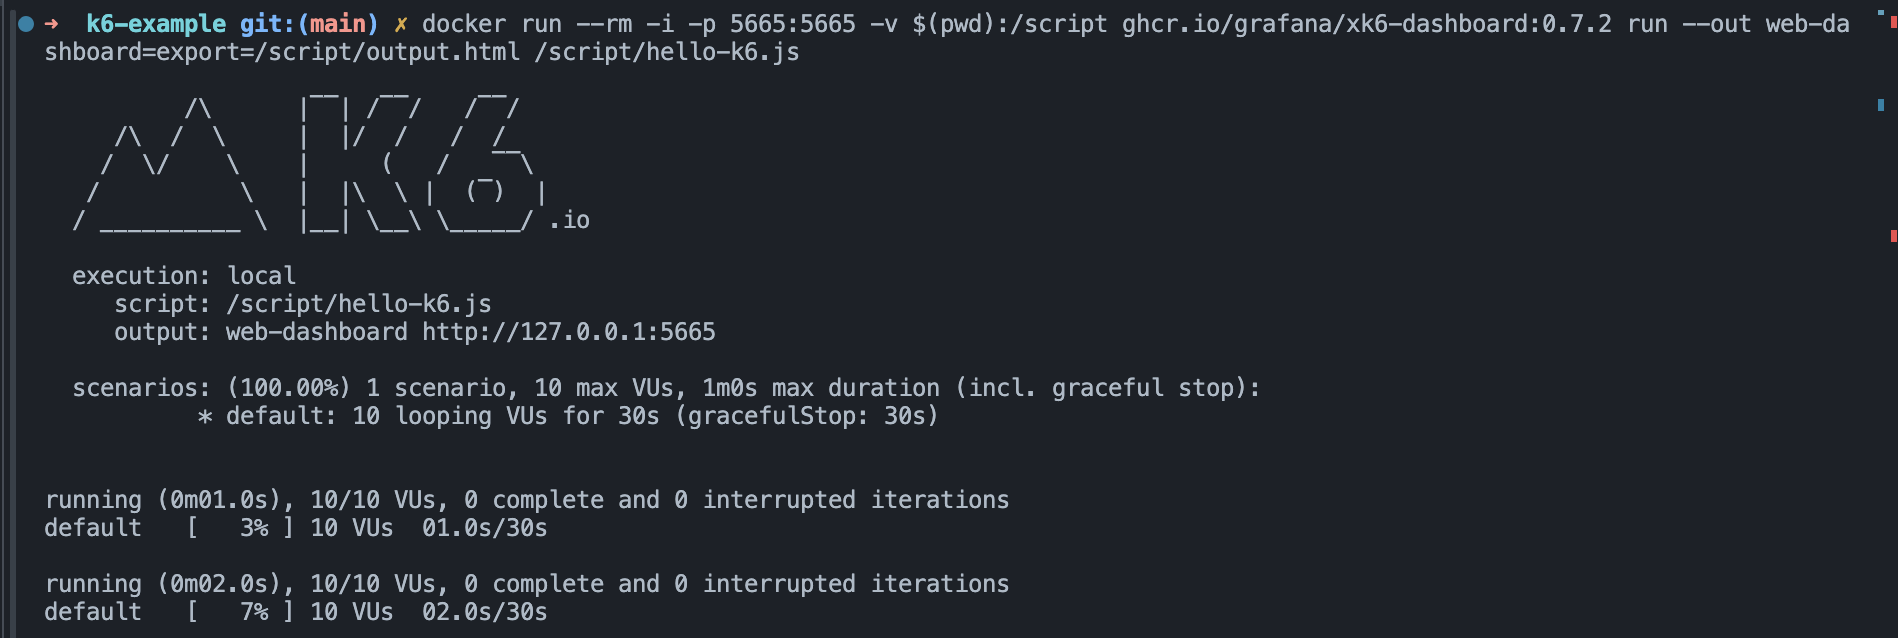 ➜  k6-example git:(main) ✗ docker run --rm -i -p 5665:5665 -v $(pwd):/script ghcr.io/grafana/xk6-dashboard:0.7.2 run --out web-da
shboard=export=/script/output.html /script/hello-k6.js

          /\      |‾‾| /‾‾/   /‾‾/
     /\  /  \     |  |/  /   /  /
    /  \/    \    |     (   /   ‾‾\
   /          \   |  |\  \ |  (‾)  |
  / __________ \  |__| \__\ \_____/ .io

  execution: local
     script: /script/hello-k6.js
     output: web-dashboard http://127.0.0.1:5665

  scenarios: (100.00%) 1 scenario, 10 max VUs, 1m0s max duration (incl. graceful stop):
           * default: 10 looping VUs for 30s (gracefulStop: 30s)


running (0m01.0s), 10/10 VUs, 0 complete and 0 interrupted iterations
default   [   3% ] 10 VUs  01.0s/30s

running (0m02.0s), 10/10 VUs, 0 complete and 0 interrupted iterations
default   [   7% ] 10 VUs  02.0s/30s